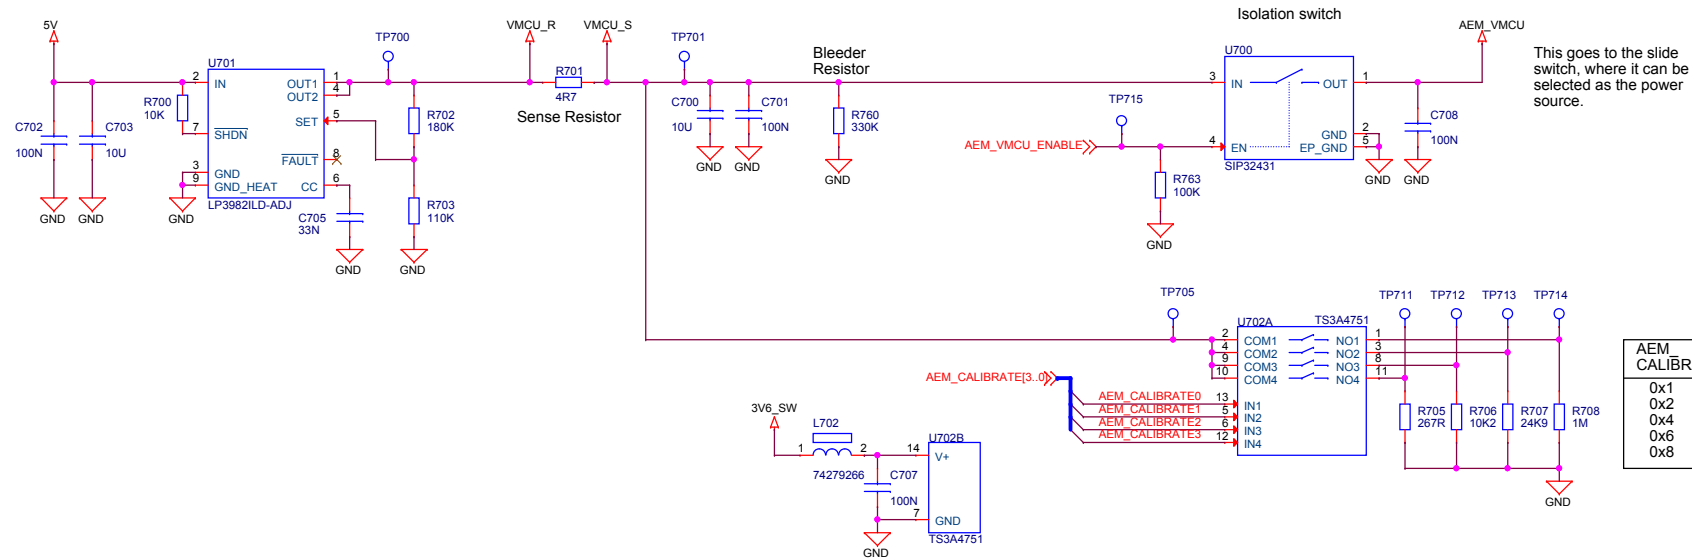 Isolation switch
5V
VMCU_R
VMCU_S
AEM_VMCU
TP700
TP701
This goes to the slide
switch, where it can be
selected as the power
source.
Bleeder
Resistor
U701
2
IN
OUT1
1
OUT2
4
SET
5
SHDN
7
FAULT
8
3
GND
9
GND_HEAT
CC
6
LP3982ILD-ADJ
R700
10K
C702
100N
C703
10U
GND
GND
GND
R701
4R7
Sense Resistor
R702
180K
R703
110K
C705
33N
GND
GND
C700
10U
C701
100N
GND
GND
R760
330K
GND
TP715
AEM_VMCU_ENABLE
R763
100K
GND
U700
3
IN
OUT
1
4
EN
GND
2
EP_GND
5
SIP32431
C708
100N
GND
GND
TP705
TP711
TP712
TP713
TP714
U702A
TS3A4751
2
COM1
NO1
1
4
COM2
NO2
3
9
COM3
NO3
8
10
COM4
NO4
11
AEM_CALIBRATE[3..0]
AEM_CALIBRATE0
13
IN1
AEM_CALIBRATE1
5
IN2
AEM_CALIBRATE2
6
IN3
AEM_CALIBRATE3
12
IN4
R705
267R
R706
10K2
R707
24K9
R708
1M
GND
3V6_SW
L702
1
2
74279266
C707
100N
GND
U702B
14
V+
7
GND
TS3A4751
AEM_
CALIBR
0x1
0x2
0x4
0x6
0x8